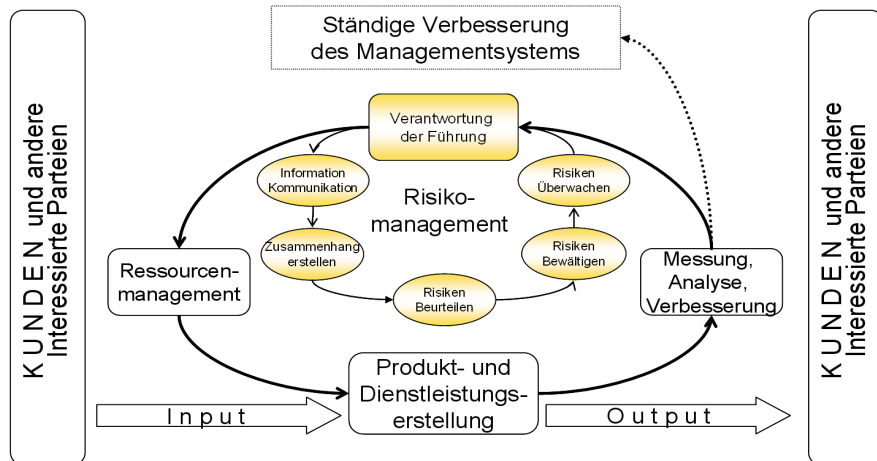 KUNDEN und andere
Interessierte Parteien
Ständige Verbesserung
des Managementsystems
Verantwortung
der Führung
Information
Kommunikation
Risiken
Überwachen
Risiko-
management
Zusammenhang
erstellen
Risiken
Bewältigen
Risiken
Beurteilen
Ressourcen-
management
Messung,
Analyse,
Verbesserung
Produkt- und
Dienstleistungs-
erstellung
Input
Output
KUNDEN und andere
Interessierte Parteien